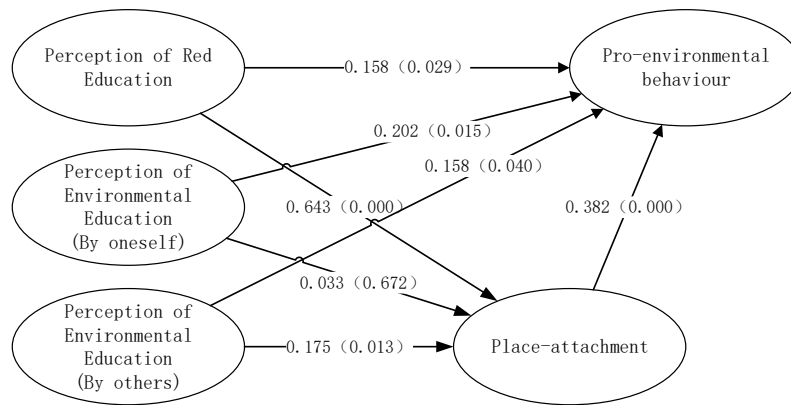 Perception of Red
Education
0.158（0.029）
Pro-environmental
behaviour
0.202（0.015）
Perception of
Environmental
Education
(By oneself)
0.158（0.040）
0.643（0.000）
0.382（0.000）
0.033（0.672）
Perception of
Environmental
Education
(By others)
0.175（0.013）
Place-attachment